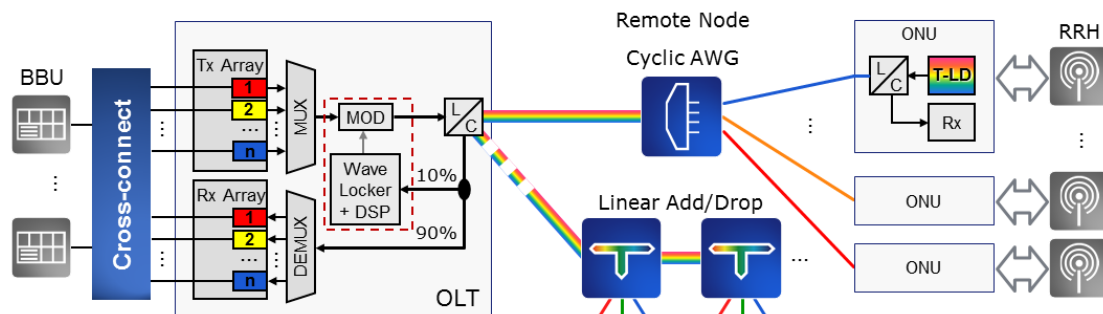 BBU
⋮
Cross-connect
⋮
⋮
Tx Array
1
2
....
n
MUX
Rx Array
1
2
....
n
DEMUX
MOD
Wave
Locker
+ DSP
10%
90%
L/C
OLT
Remote Node
Cyclic AWG
Linear Add/Drop
...
⋮
ONU
L/C
T-LD
Rx
ONU
ONU
RRH
⋮